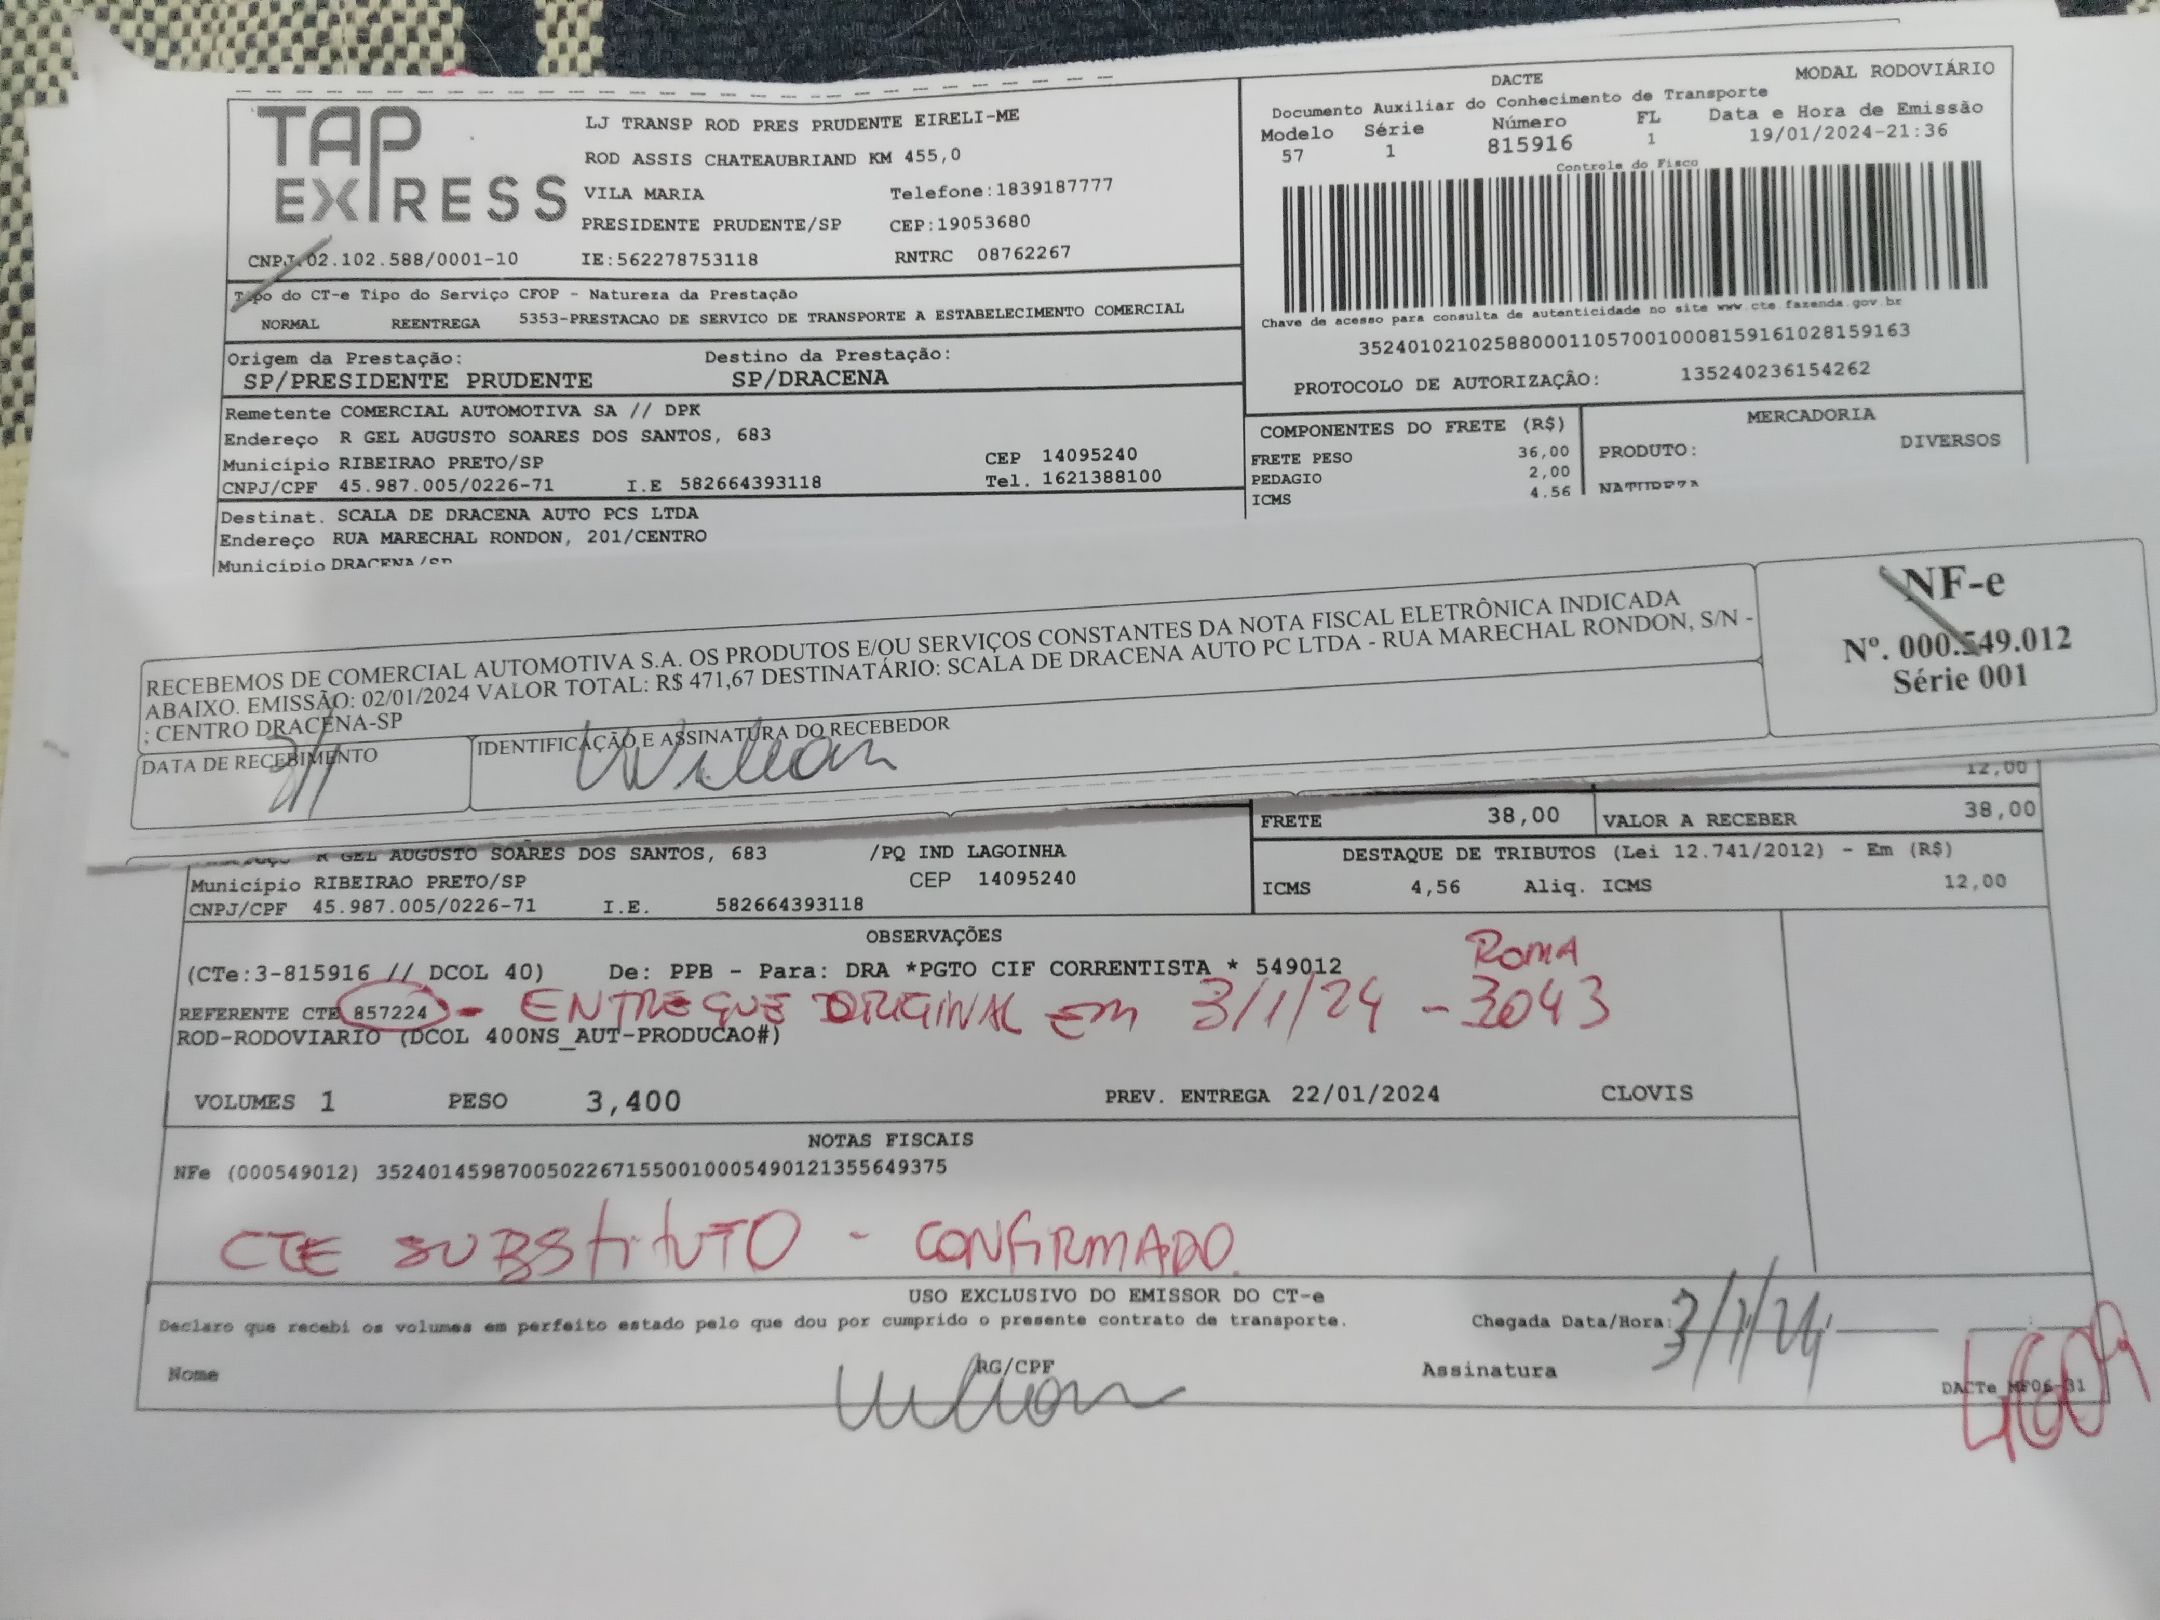 TAP EXPRESS
LJ TRANSP ROD PRES PRUDENTE EIRELI-ME
ROD ASSIS CHATEAUBRIAND KM 455,0
VILA MARIA Telefone:1839187777
PRESIDENTE PRUDENTE/SP CEP:19053680
CNPJ.02.102.588/0001-10 IE:562278753118 RNTRC 08762267
DACTE MODAL RODOVIÁRIO
Documento Auxiliar do Conhecimento de Transporte
Modelo Série Número FL Data e Hora de Emissão
57 1 815916 1 19/01/2024-21:36
Controle do Fisco
Chave de acesso para consulta de autenticidade no site www.cte.fazenda.gov.br
35240102102588000110570010008159161028159163
PROTOCOLO DE AUTORIZAÇÃO: 135240236154262
Tipo do CT-e Tipo do Serviço CFOP - Natureza da Prestação
NORMAL REENTREGA 5353-PRESTACAO DE SERVICO DE TRANSPORTE A ESTABELECIMENTO COMERCIAL
Origem da Prestação: Destino da Prestação:
SP/PRESIDENTE PRUDENTE SP/DRACENA
Remetente COMERCIAL AUTOMOTIVA SA // DPK
Endereço R GEL AUGUSTO SOARES DOS SANTOS, 683
Município RIBEIRAO PRETO/SP CEP 14095240
CNPJ/CPF 45.987.005/0226-71 I.E 582664393118 Tel. 1621388100
COMPONENTES DO FRETE (R$) MERCADORIA
FRETE PESO 36,00 PRODUTO: DIVERSOS
PEDAGIO 2,00
ICMS 4.56 NATUREZA
Destinat. SCALA DE DRACENA AUTO PCS LTDA
Endereço RUA MARECHAL RONDON, 201/CENTRO
Município DRACENA/SP
RECEBEMOS DE COMERCIAL AUTOMOTIVA S.A. OS PRODUTOS E/OU SERVIÇOS CONSTANTES DA NOTA FISCAL ELETRÔNICA INDICADA
ABAIXO. EMISSÃO: 02/01/2024 VALOR TOTAL: R$ 471,67 DESTINATÁRIO: SCALA DE DRACENA AUTO PC LTDA - RUA MARECHAL RONDON, S/N -
; CENTRO DRACENA-SP
NF-e
Nº. 000.549.012
Série 001
DATA DE RECEBIMENTO IDENTIFICAÇÃO E ASSINATURA DO RECEBEDOR
3/1 Wilson
12,00
FRETE 38,00 VALOR A RECEBER 38,00
R GEL AUGUSTO SOARES DOS SANTOS, 683 /PQ IND LAGOINHA
Município RIBEIRAO PRETO/SP CEP 14095240
CNPJ/CPF 45.987.005/0226-71 I.E. 582664393118
DESTAQUE DE TRIBUTOS (Lei 12.741/2012) - Em (R$)
ICMS 4,56 Aliq. ICMS 12,00
OBSERVAÇÕES
(CTe:3-815916 // DCOL 40) De: PPB - Para: DRA *PGTO CIF CORRENTISTA * 549012 ROMA
REFERENTE CTE 857224 - ENTREGUE ORIGINAL EM 3/1/24 - 3043
ROD-RODOVIARIO (DCOL 400NS_AUT-PRODUCAO#)
VOLUMES 1 PESO 3,400 PREV. ENTREGA 22/01/2024 CLOVIS
NOTAS FISCAIS
NFe (000549012) 35240145987005022671550010005490121355649375
CTE SUBSTITUTO - CONFIRMADO.
USO EXCLUSIVO DO EMISSOR DO CT-e
Declaro que recebi os volumes em perfeito estado pelo que dou por cumprido o presente contrato de transporte. Chegada Data/Hora: 3/1/24
Nome RG/CPF Assinatura
Wilson
DACTe MF06-31